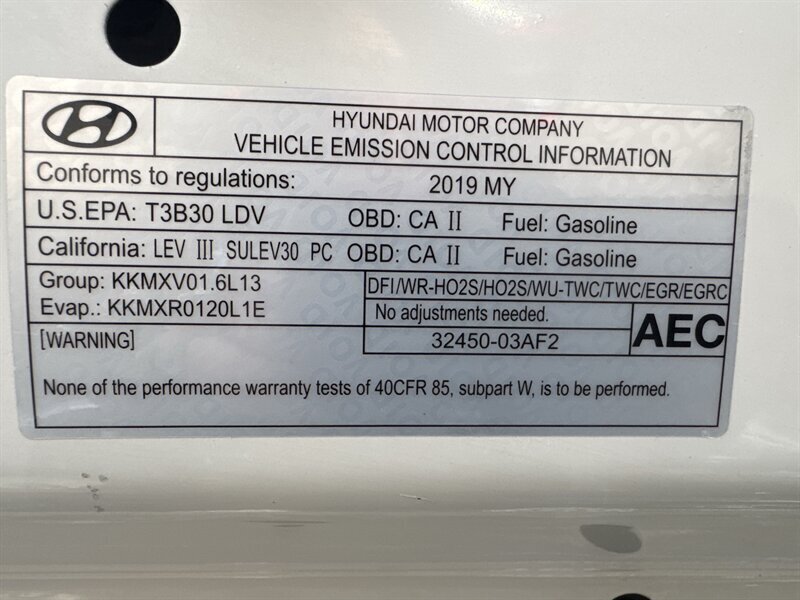 HYUNDAI MOTOR COMPANY
VEHICLE EMISSION CONTROL INFORMATION
Conforms to regulations: 2019 MY
U.S.EPA: T3B30 LDV OBD: CA II Fuel: Gasoline
California: LEV III SULEV30 PC OBD: CA II Fuel: Gasoline
Group: KKMXV01.6L13
Evap.: KKMXR0120L1E
DFI/WR-HO2S/HO2S/WU-TWC/TWC/EGR/EGRC
No adjustments needed.
32450-03AF2
AEC
[WARNING]
None of the performance warranty tests of 40CFR 85, subpart W, is to be performed.